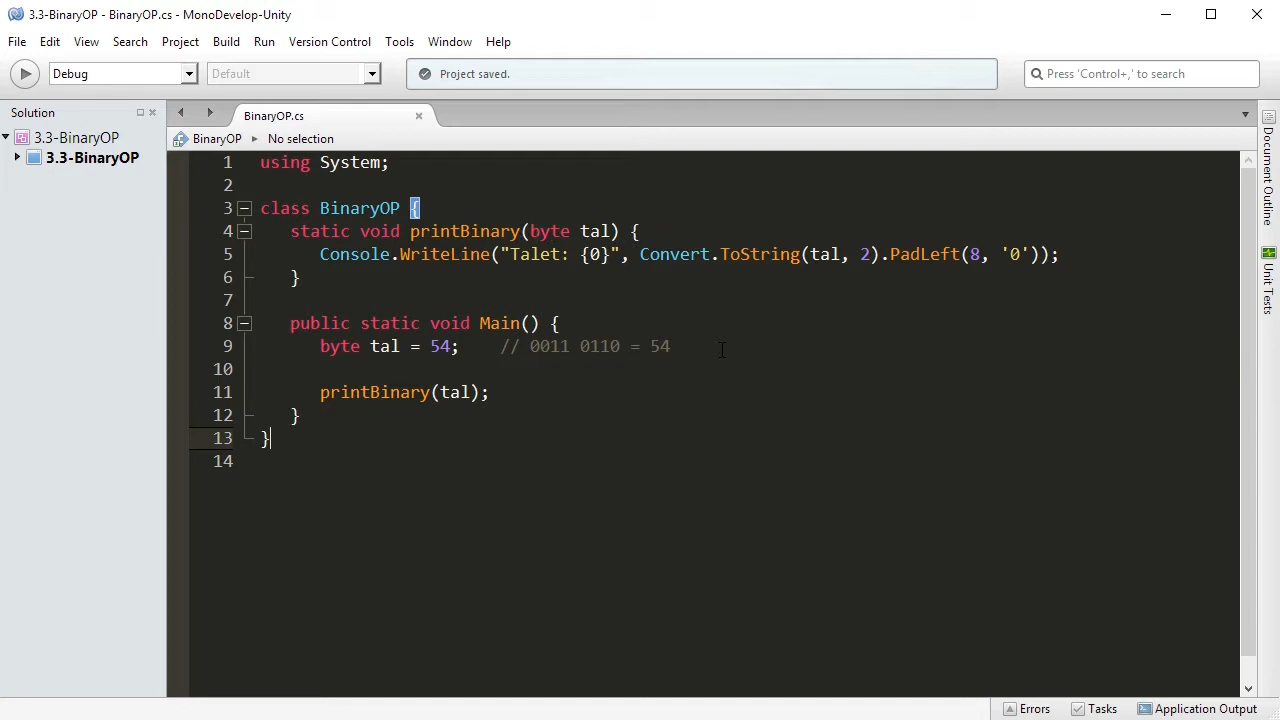 3.3-BinaryOP - BinaryOP.cs - MonoDevelop-Unity
File Edit View Search Project Build Run Version Control Tools Window Help
Debug Default Project saved. Press 'Control+,' to search
Solution BinaryOP.cs
3.3-BinaryOP BinaryOP No selection
3.3-BinaryOP
1 using System;
2
3 class BinaryOP {
4 static void printBinary(byte tal) {
5 Console.WriteLine("Talet: {0}", Convert.ToString(tal, 2).PadLeft(8, '0'));
6 }
7
8 public static void Main() {
9 byte tal = 54; // 0011 0110 = 54
10
11 printBinary(tal);
12 }
13 }
14
Document Outline
Unit Tests
Errors Tasks Application Output